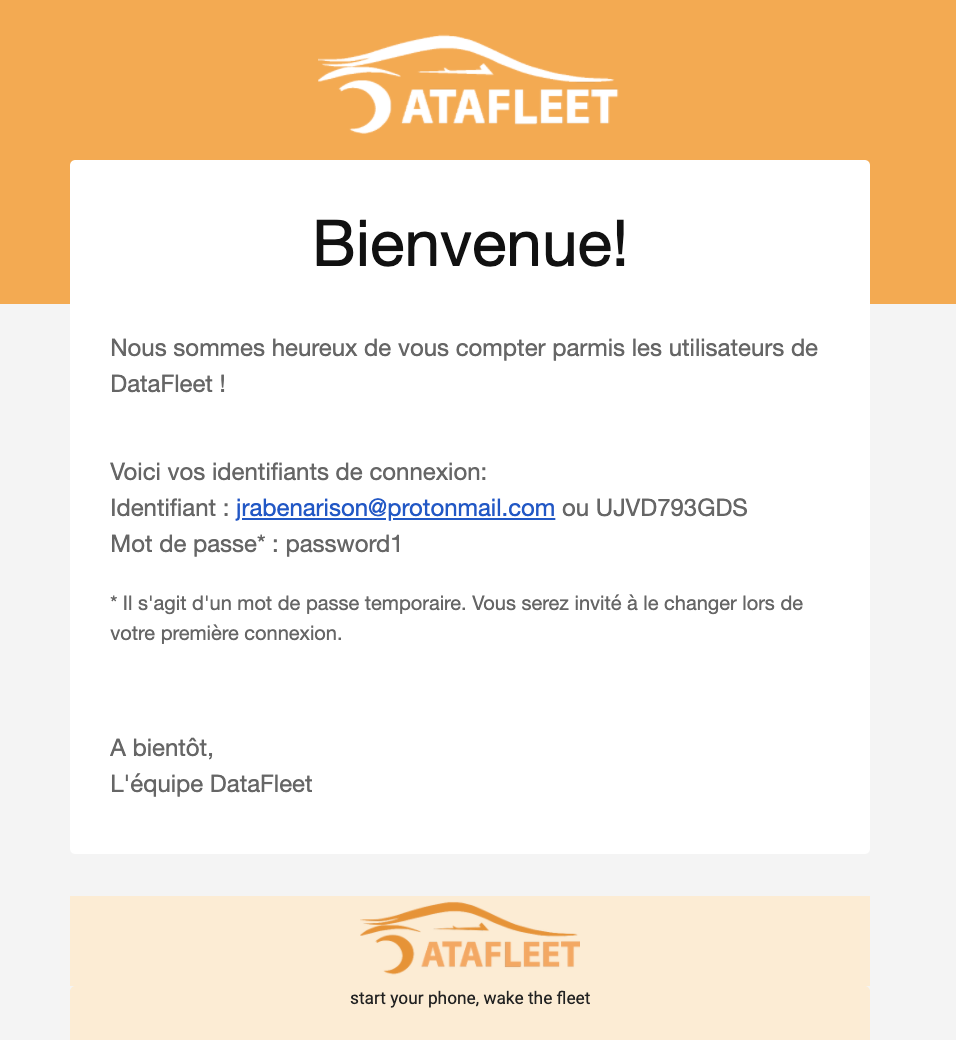 DATAFLEET
Bienvenue!
Nous sommes heureux de vous compter parmis les utilisateurs de
DataFleet !
Voici vos identifiants de connexion:
Identifiant : jrabenarison@protonmail.com ou UJVD793GDS
Mot de passe* : password1
* Il s'agit d'un mot de passe temporaire. Vous serez invité à le changer lors de
votre première connexion.
A bientôt,
L'équipe DataFleet
DATAFLEET
start your phone, wake the fleet